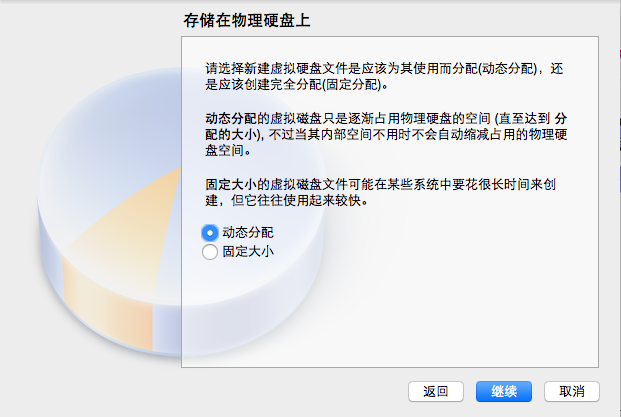 存储在物理硬盘上
请选择新建虚拟硬盘文件是应该为其使用而分配(动态分配)，还
是应该创建完全分配(固定分配)。
动态分配的虚拟磁盘只是逐渐占用物理硬盘的空间 (直至达到 分
配的大小), 不过当其内部空间不用时不会自动缩减占用的物理硬
盘空间。
固定大小的虚拟磁盘文件可能在某些系统中要花很长时间来创
建，但它往往使用起来较快。
动态分配
固定大小
返回
继续
取消